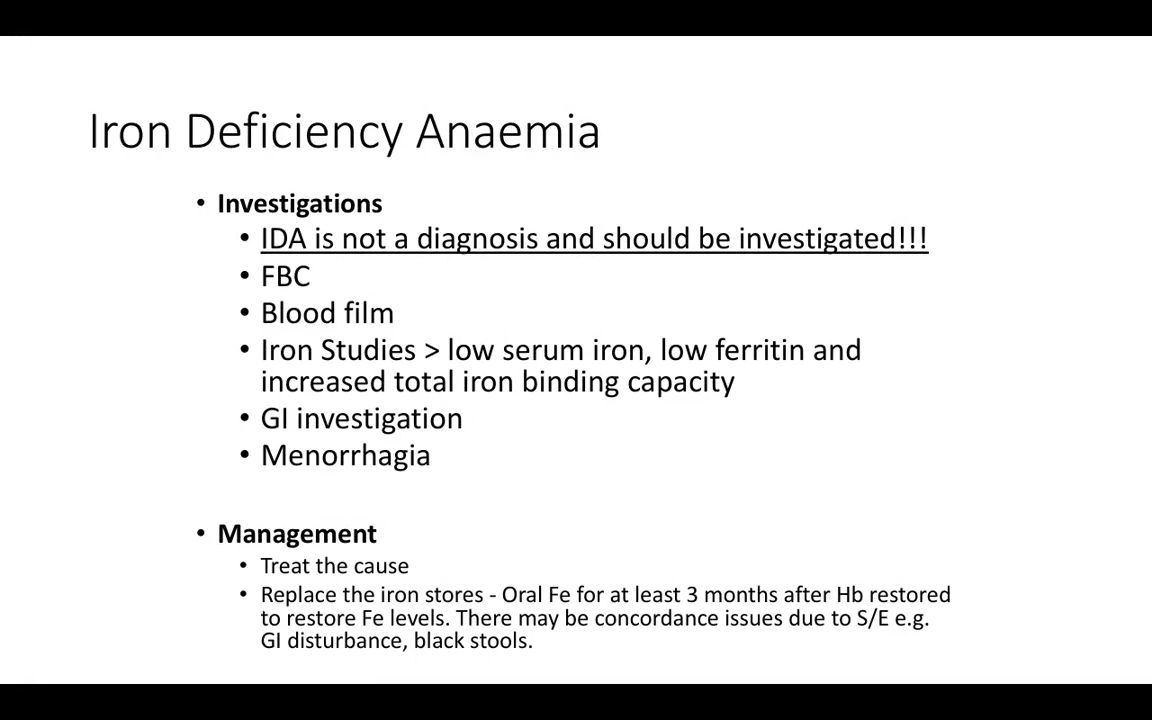 Iron Deficiency Anaemia
• Investigations
• IDA is not a diagnosis and should be investigated!!!
• FBC
• Blood film
• Iron Studies > low serum iron, low ferritin and
increased total iron binding capacity
• GI investigation
• Menorrhagia
• Management
• Treat the cause
• Replace the iron stores - Oral Fe for at least 3 months after Hb restored
to restore Fe levels. There may be concordance issues due to S/E e.g.
GI disturbance, black stools.